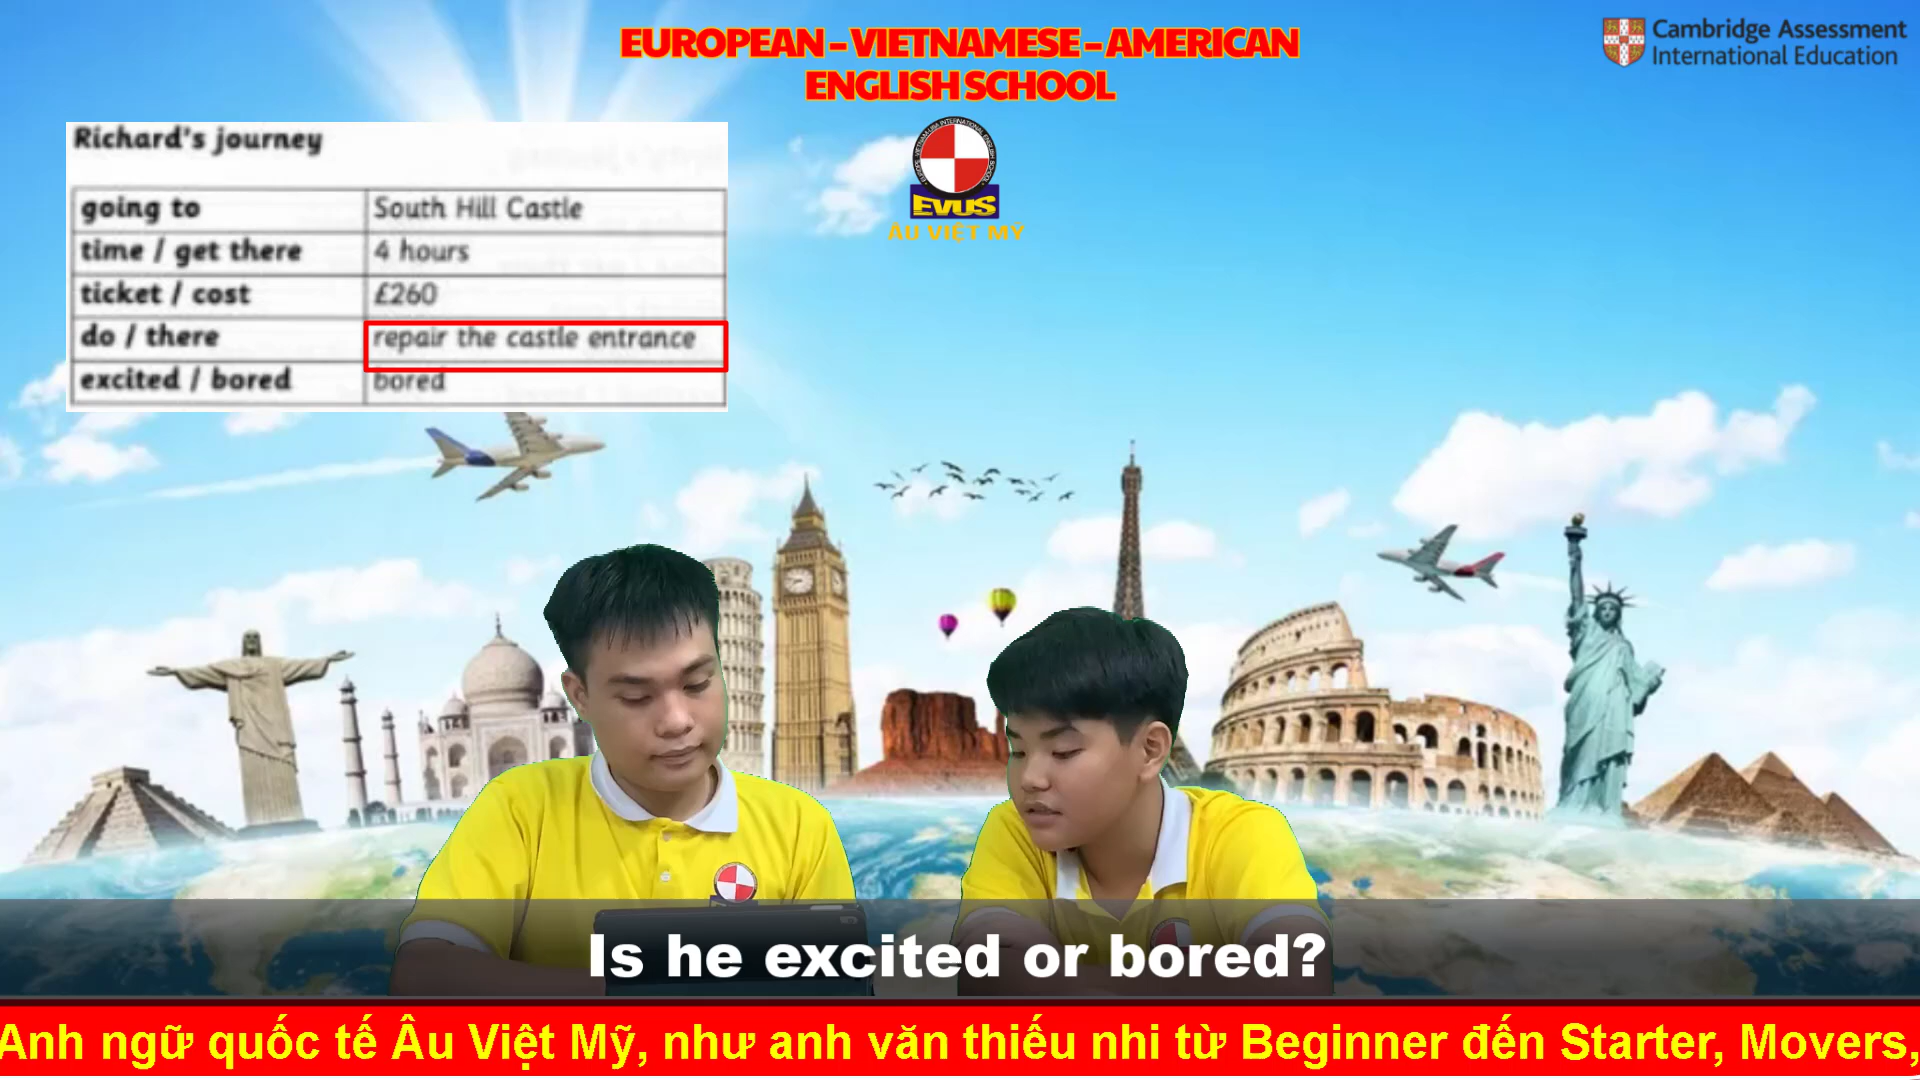 EUROPEAN - VIETNAMESE - AMERICAN
ENGLISH SCHOOL
Cambridge Assessment
International Education
EVUS
ÂU VIỆT MỸ
Richard's journey
going to South Hill Castle
time / get there 4 hours
ticket / cost £260
do / there repair the castle entrance
excited / bored bored
Is he excited or bored?
Anh ngữ quốc tế Âu Việt Mỹ, như anh văn thiếu nhi từ Beginner đến Starter, Movers,